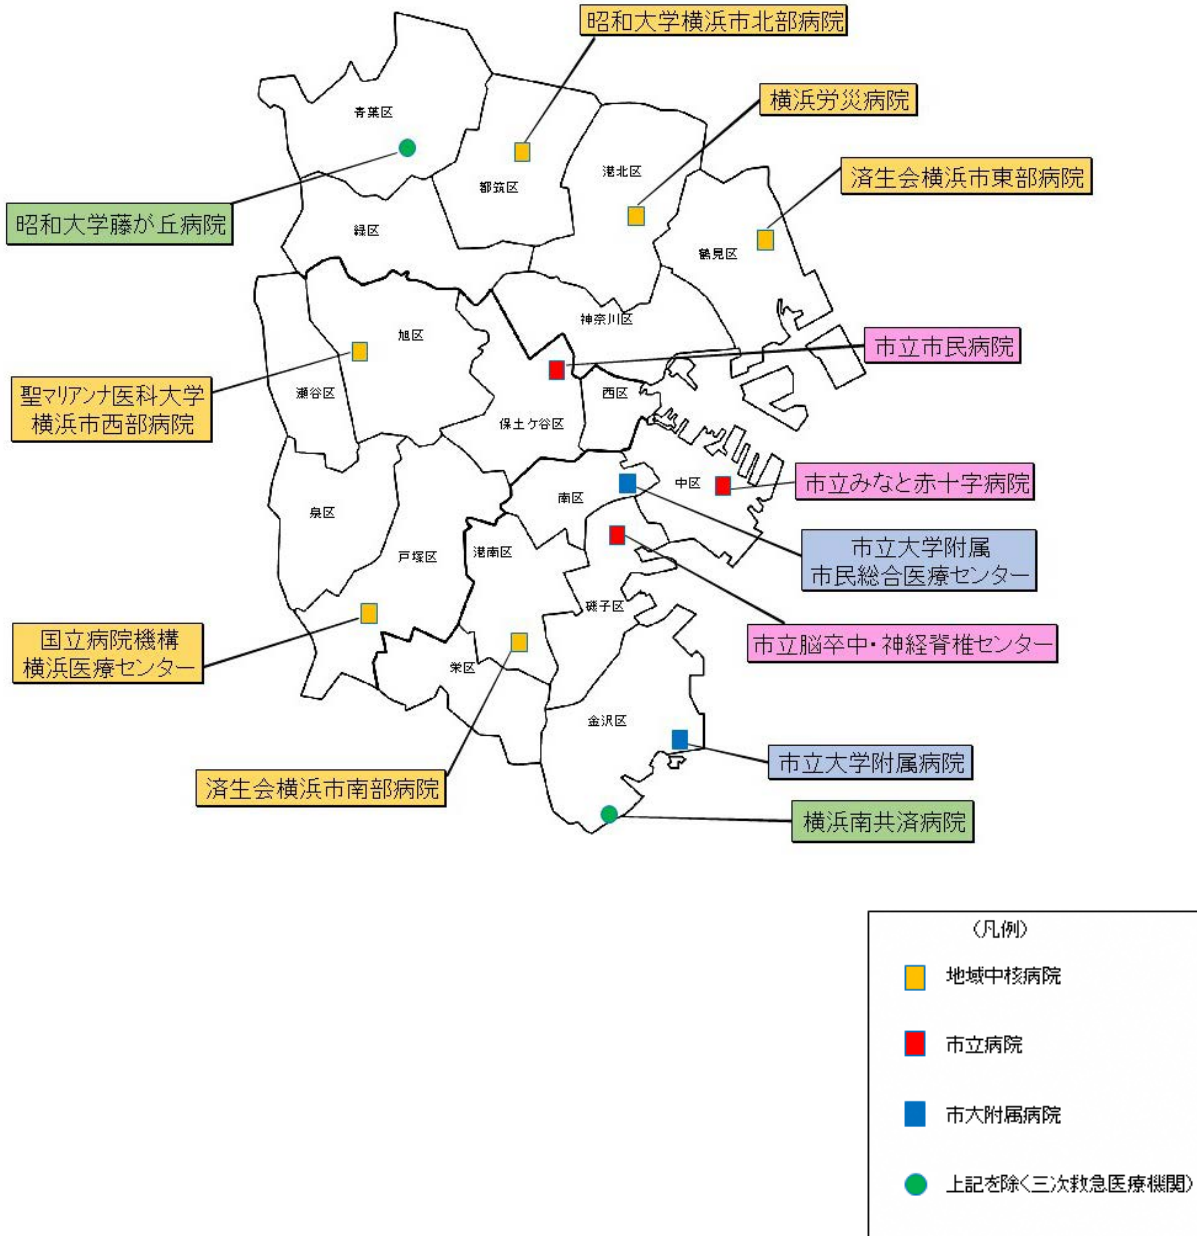 昭和大学横浜市北部病院
横浜労災病院
青葉区
済生会横浜市東部病院
港北区
都筑区
昭和大学藤が丘病院
緑区
鶴見区
神奈川区
旭区
市立市民病院
瀬谷区
西区
聖マリアンナ医科大学
横浜市西部病院
保土ケ谷区
市立みなと赤十字病院
中区
南区
泉区
戸塚区
港南区
市立大学附属
市民総合医療センター
磯子区
国立病院機構
横浜医療センター
市立脳卒中・神経脊椎センター
栄区
金沢区
市立大学附属病院
済生会横浜市南部病院
横浜南共済病院
（凡例）
地域中核病院
市立病院
市大附属病院
上記を除く三次救急医療機関）